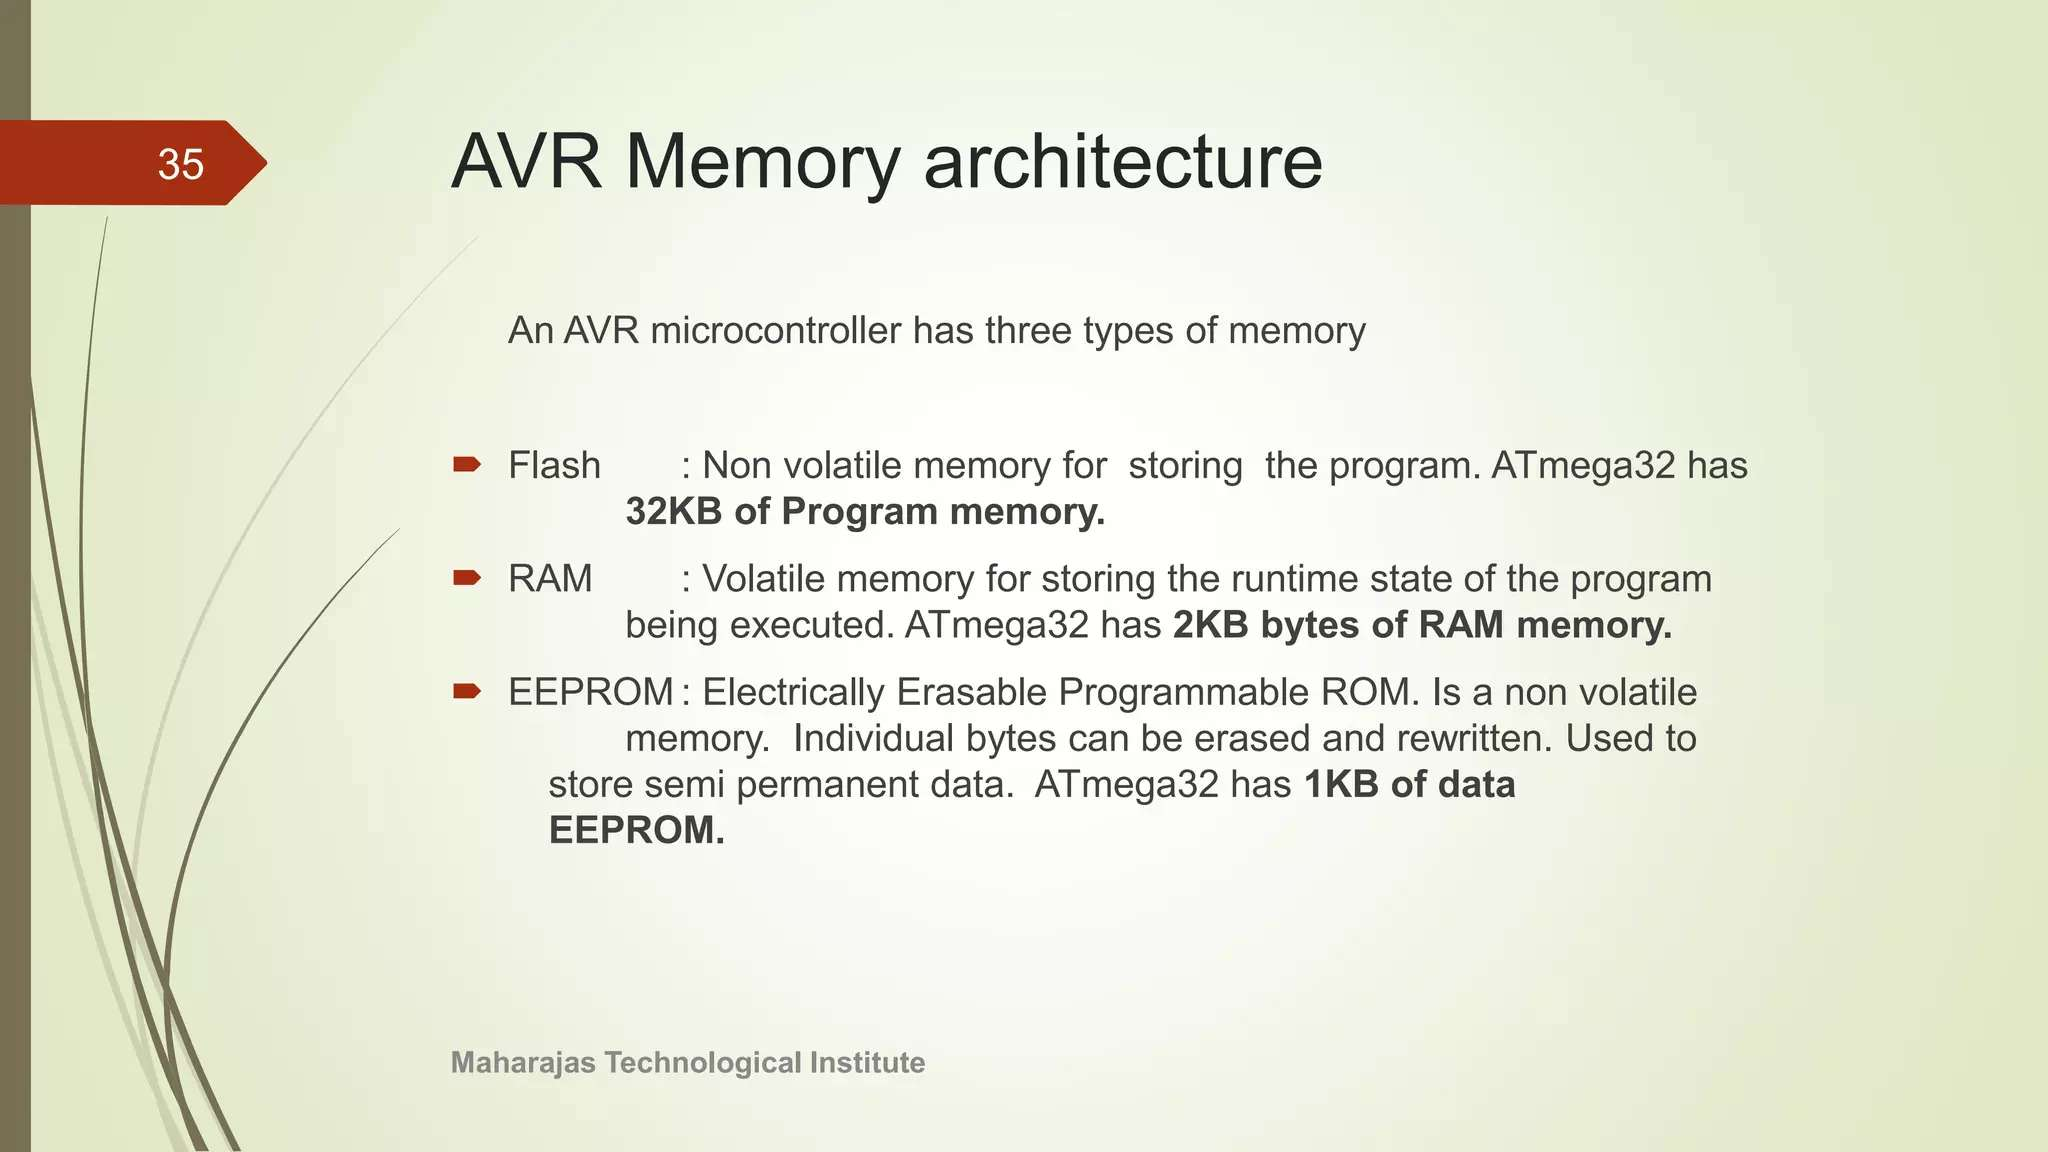 35
AVR Memory architecture
An AVR microcontroller has three types of memory
Flash : Non volatile memory for storing the program. ATmega32 has
32KB of Program memory.
RAM : Volatile memory for storing the runtime state of the program
being executed. ATmega32 has 2KB bytes of RAM memory.
EEPROM : Electrically Erasable Programmable ROM. Is a non volatile
memory. Individual bytes can be erased and rewritten. Used to
store semi permanent data. ATmega32 has 1KB of data
EEPROM.
Maharajas Technological Institute